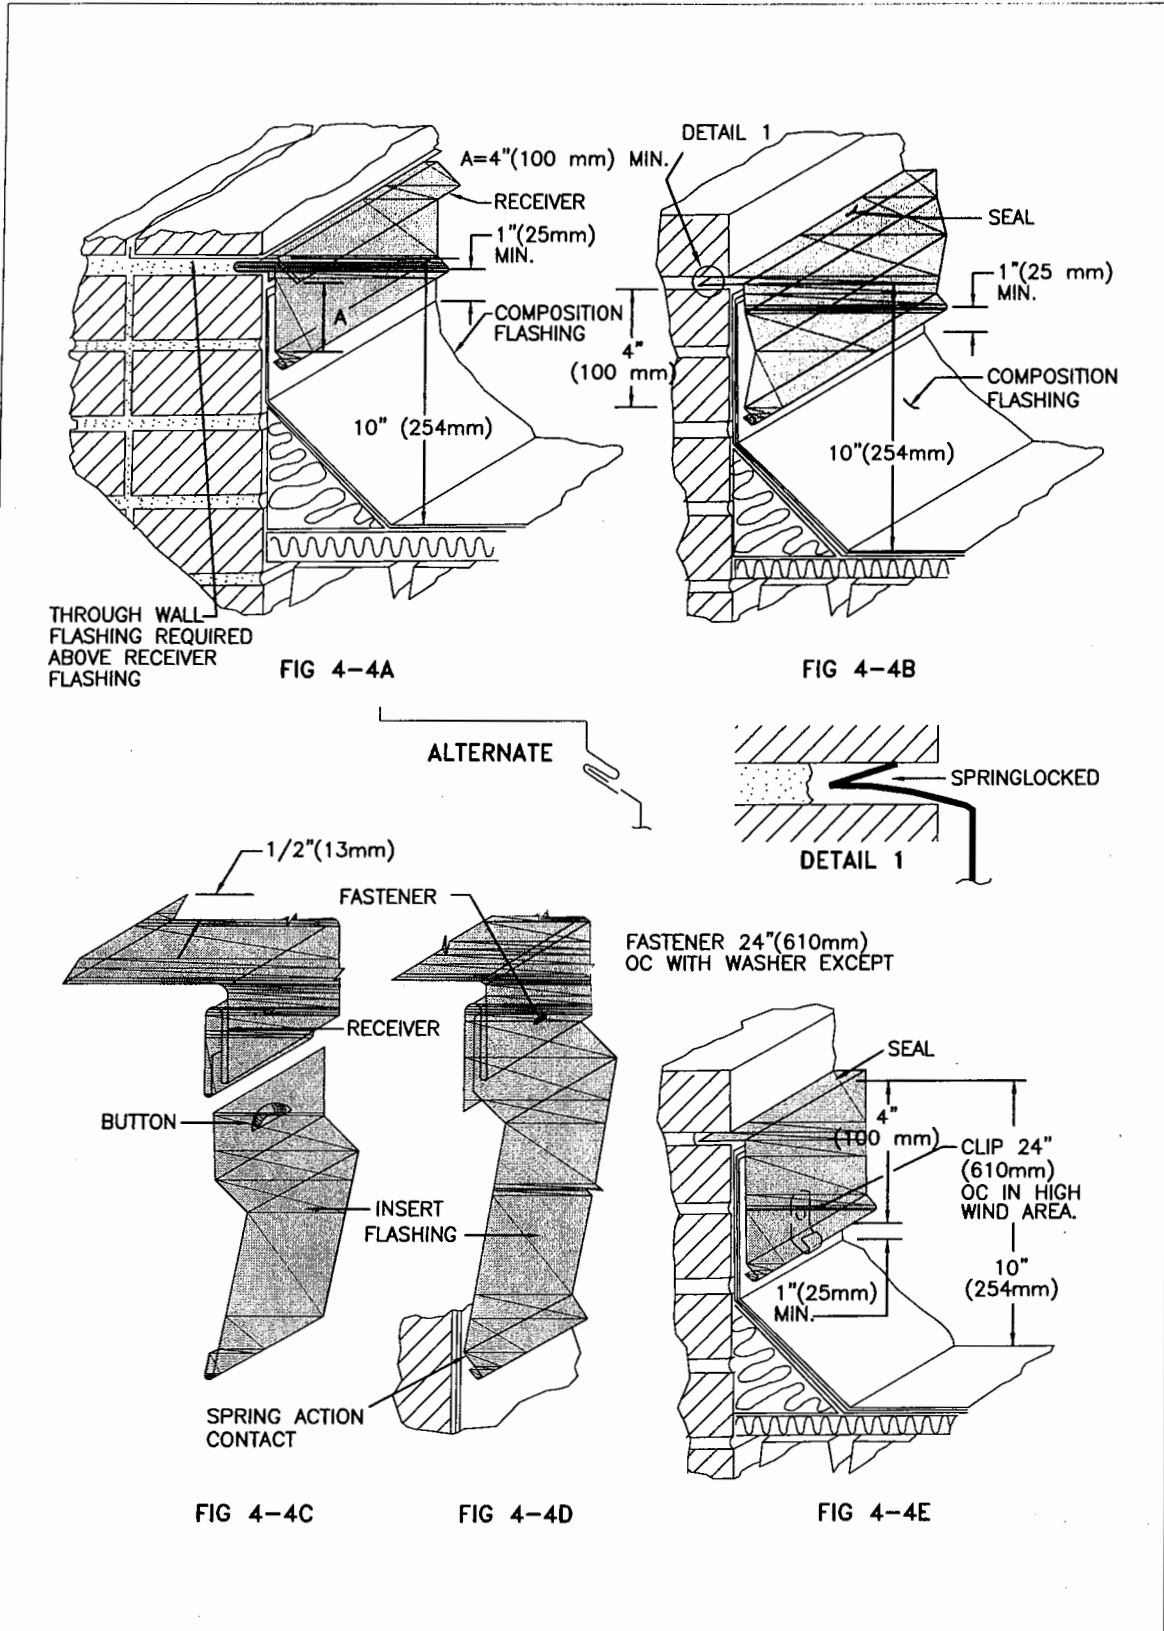 DETAIL 1
A=4"(100 mm) MIN.
RECEIVER
1"(25mm)
MIN.
SEAL
1"(25 mm)
MIN.
COMPOSITION
FLASHING
A
4"
(100 mm)
COMPOSITION
FLASHING
10" (254mm)
10"(254mm)
THROUGH WALL
FLASHING REQUIRED
ABOVE RECEIVER
FLASHING
FIG 4-4A
FIG 4-4B
ALTERNATE
SPRINGLOCKED
DETAIL 1
1/2"(13mm)
FASTENER
FASTENER 24"(610mm)
OC WITH WASHER EXCEPT
RECEIVER
SEAL
BUTTON
4"
(100 mm)
CLIP 24"
(610mm)
OC IN HIGH
WIND AREA.
INSERT
FLASHING
10"
(254mm)
1"(25mm)
MIN.
SPRING ACTION
CONTACT
FIG 4-4C
FIG 4-4D
FIG 4-4E